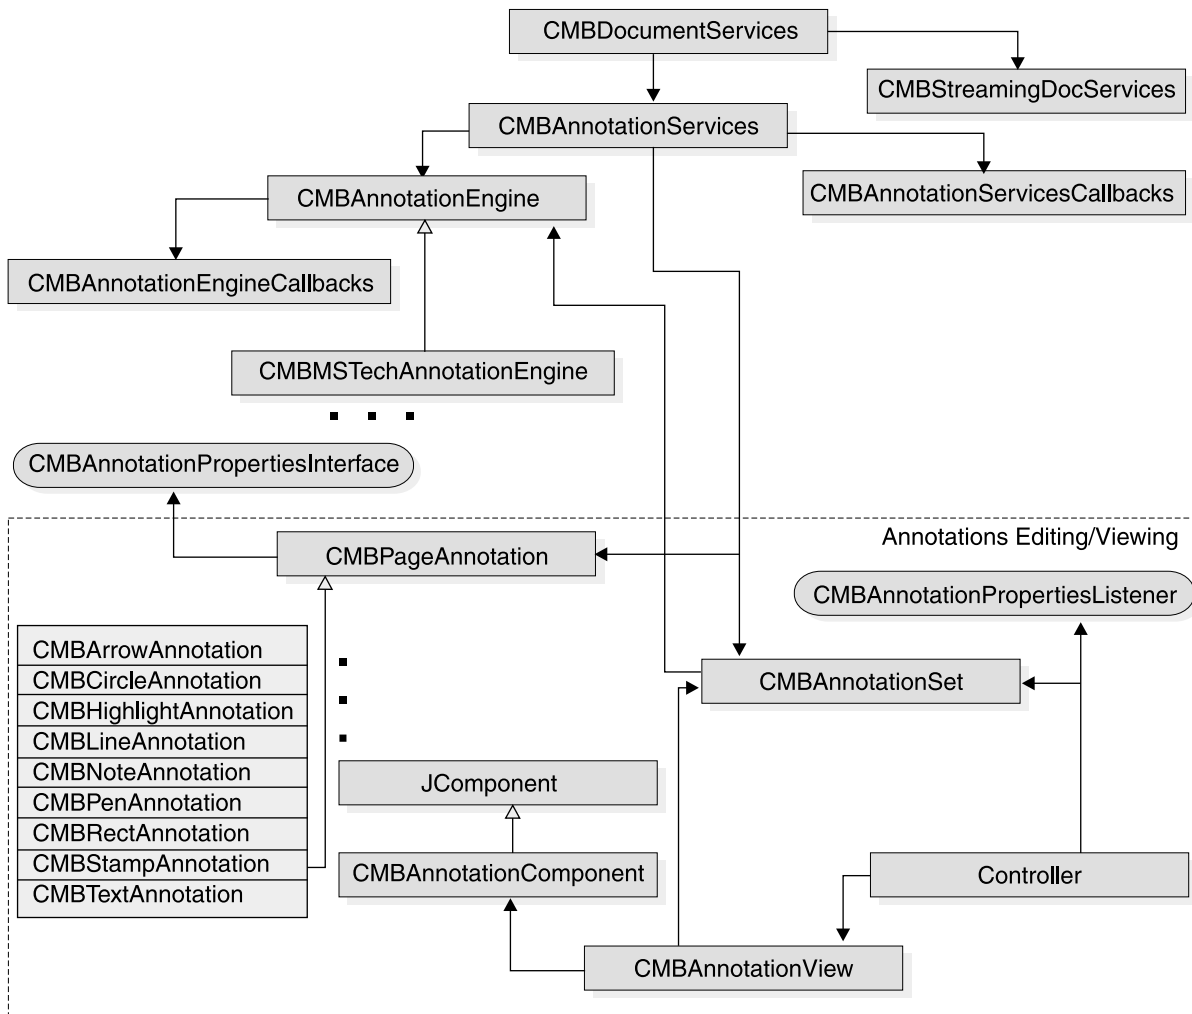 CMBDocumentServices
CMBStreamingDocServices
CMBAnnotationServices
CMBAnnotationServicesCallbacks
CMBAnnotationEngine
CMBAnnotationEngineCallbacks
CMBMSTechAnnotationEngine
CMBAnnotationPropertiesInterface
Annotations Editing/Viewing
CMBPageAnnotation
CMBAnnotationPropertiesListener
CMBArrowAnnotation
CMBCircleAnnotation
CMBHighlightAnnotation
CMBLineAnnotation
CMBNoteAnnotation
CMBPenAnnotation
CMBRectAnnotation
CMBStampAnnotation
CMBTextAnnotation
CMBAnnotationSet
JComponent
CMBAnnotationComponent
Controller
CMBAnnotationView